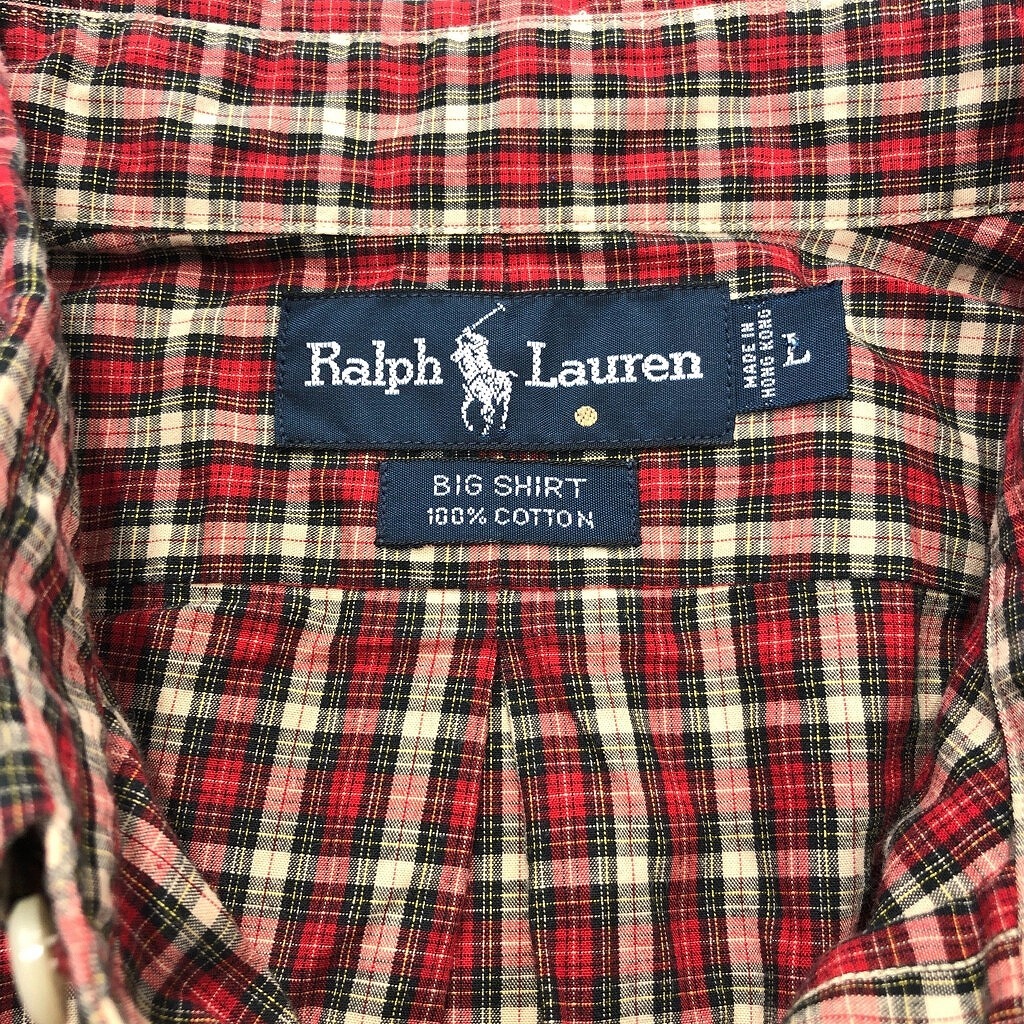 Ralph Lauren
MADE IN
HONG KONG
L
BIG SHIRT
100% COTTON